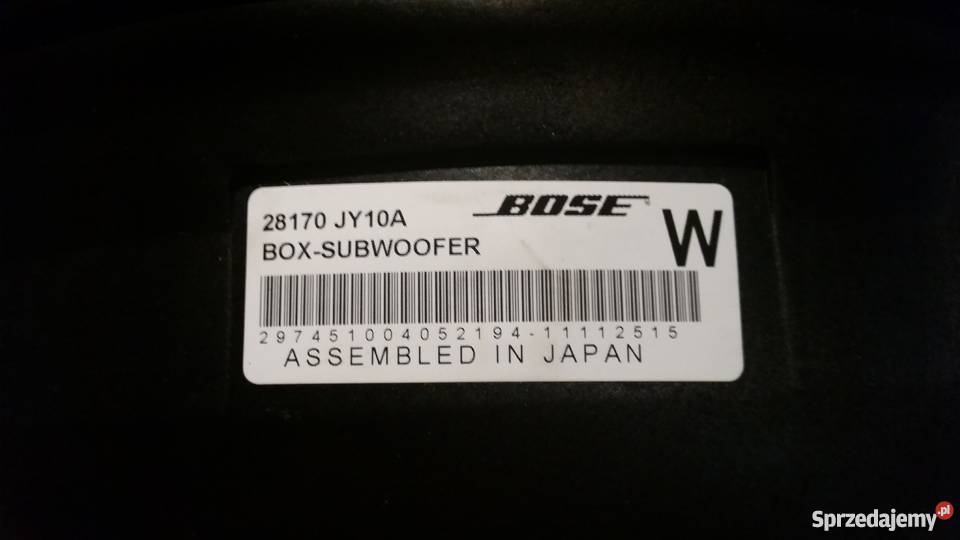 28170 JY10A BOSE W
BOX-SUBWOOFER
297451004052194-11112515
ASSEMBLED IN JAPAN
Sprzedajemy.pl